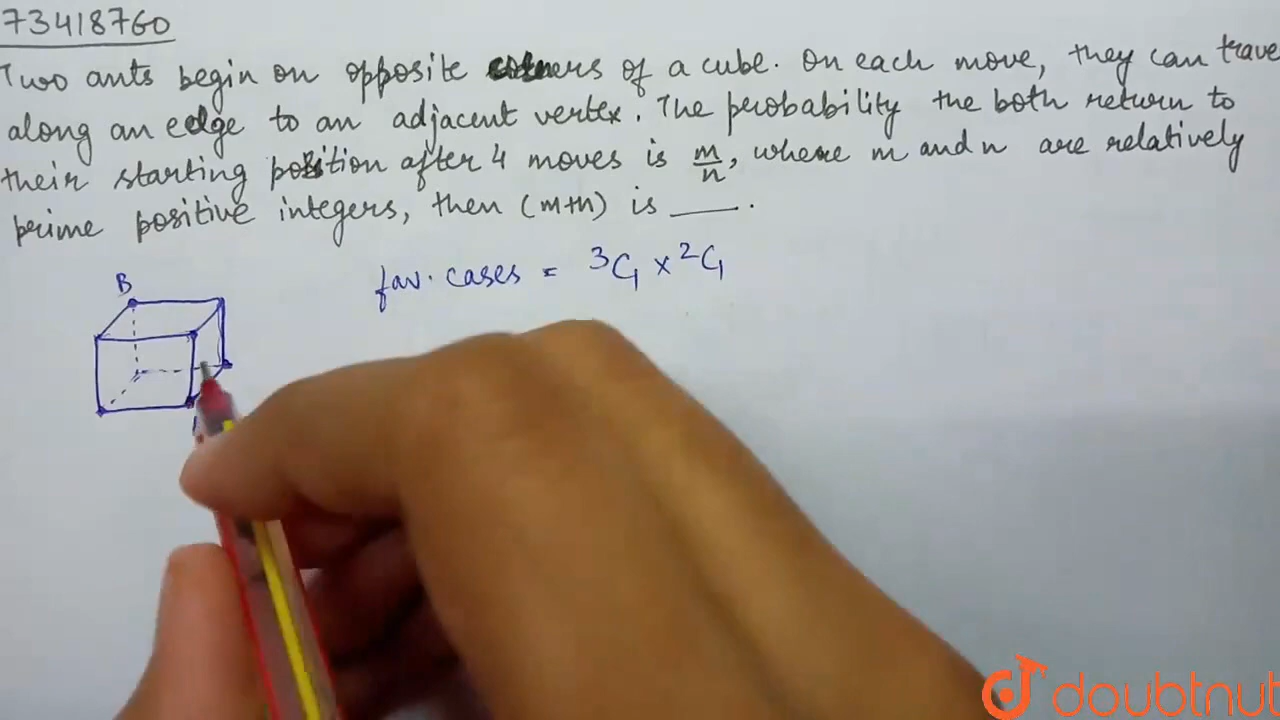 73418760
Two ants begin on opposite corners of a cube. On each move, they can trave
along an edge to an adjacent vertex. The probability the both return to
their starting position after 4 moves is m/n, where m and n are relatively
prime positive integers, then (m+n) is ___.
B
fav. cases = ³C₁ × ²C₁
doubtnut